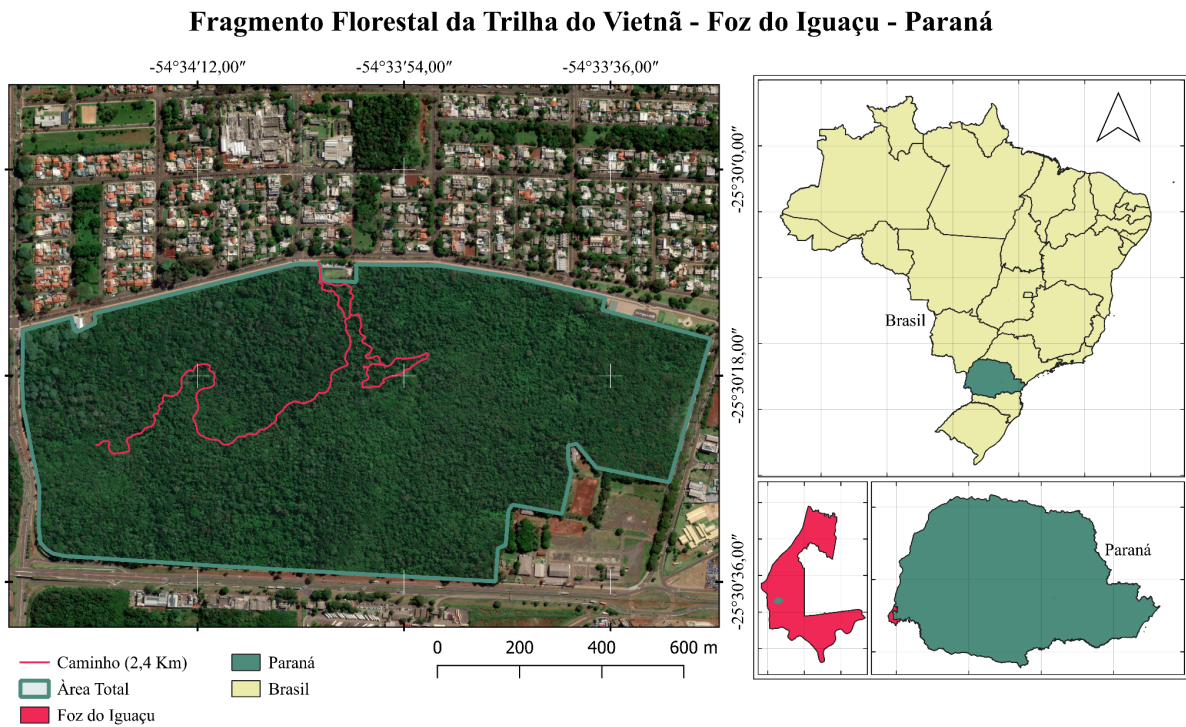 Fragmento Florestal da Trilha do Vietnã - Foz do Iguaçu - Paraná
-54°34′12,00″
-54°33′54,00″
-54°33′36,00″
-25°30′0,00″
-25°30′18,00″
-25°30′36,00″
Brasil
Paraná
Caminho (2,4 Km)
Àrea Total
Foz do Iguaçu
Paraná
Brasil
0 200 400 600 m